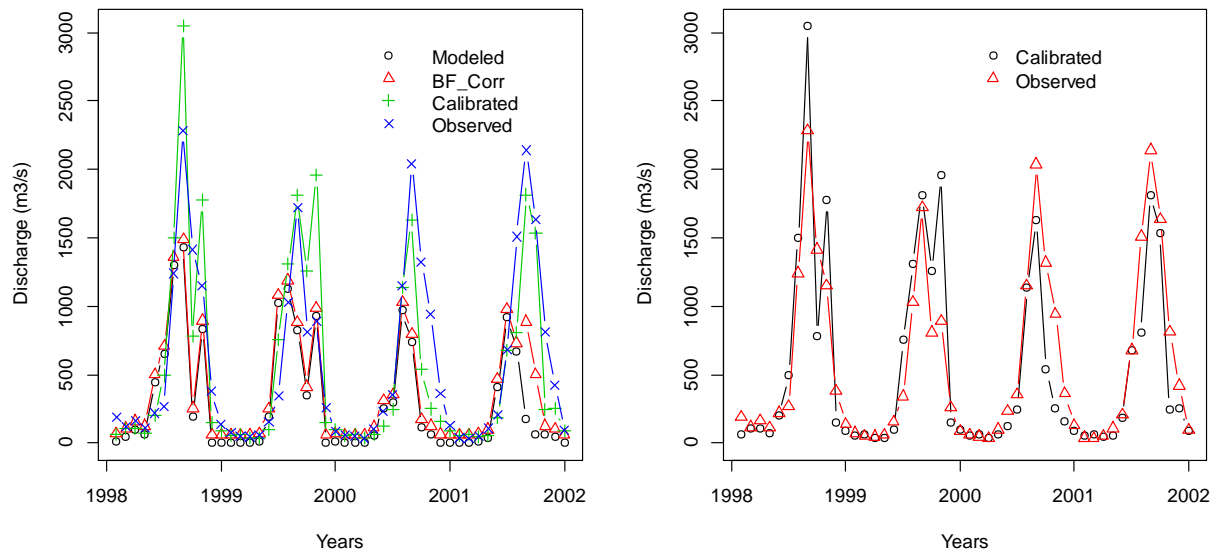 Discharge (m3/s)
3000
2500
2000
1500
1000
500
0
Modeled
BF_Corr
Calibrated
Observed
1998
1999
2000
2001
2002
Years
Discharge (m3/s)
3000
2500
2000
1500
1000
500
0
Calibrated
Observed
1998
1999
2000
2001
2002
Years